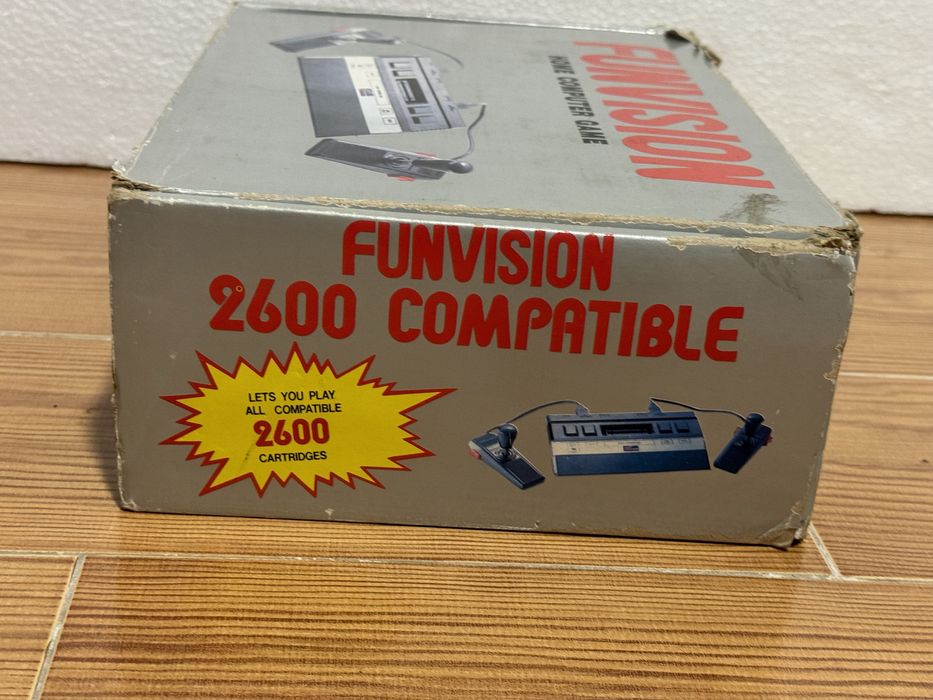 FUNVISION
HOME COMPUTER GAME
FUNVISION
2600 COMPATIBLE
LETS YOU PLAY
ALL COMPATIBLE
2600
CARTRIDGES